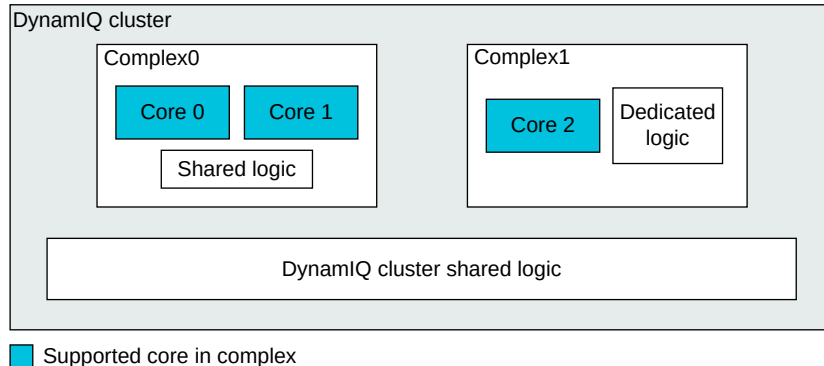 DynamIQ cluster
Complex0
Core 0
Core 1
Shared logic
Complex1
Core 2
Dedicated
logic
DynamIQ cluster shared logic
Supported core in complex